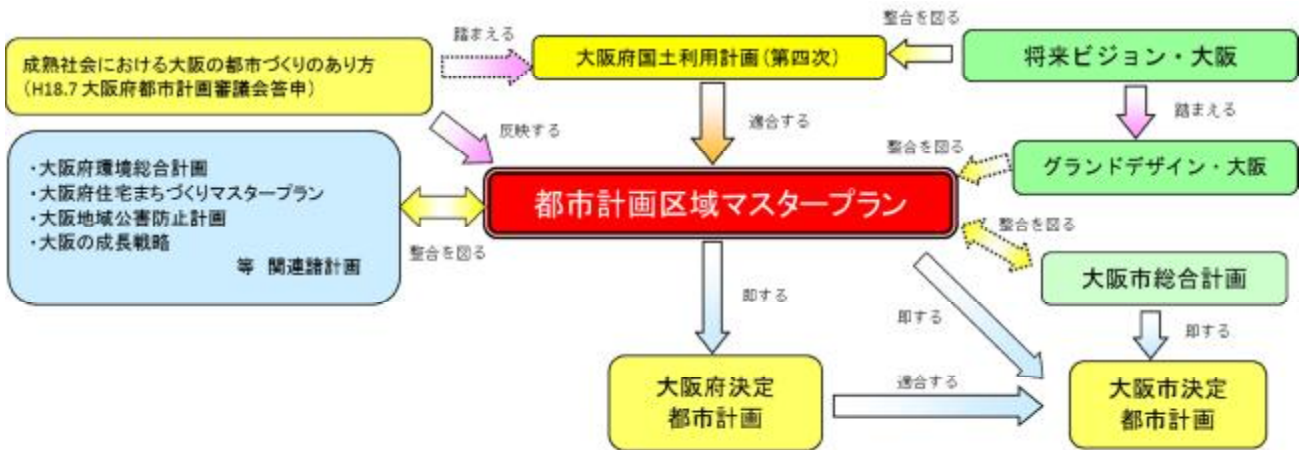 整合を図る
踏まえる
成熟社会における大阪の都市づくりのあり方
(H18.7 大阪府都市計画審議会答申)
大阪府国土利用計画(第四次)
将来ビジョン・大阪
反映する
適合する
踏まえる
整合を図る
グランドデザイン・大阪
・大阪府環境総合計画
・大阪府住宅まちづくりマスタープラン
・大阪地域公害防止計画
・大阪の成長戦略
等 関連諸計画
都市計画区域マスタープラン
整合を図る
整合を図る
大阪市総合計画
即する
即する
即する
大阪府決定
都市計画
適合する
大阪市決定
都市計画